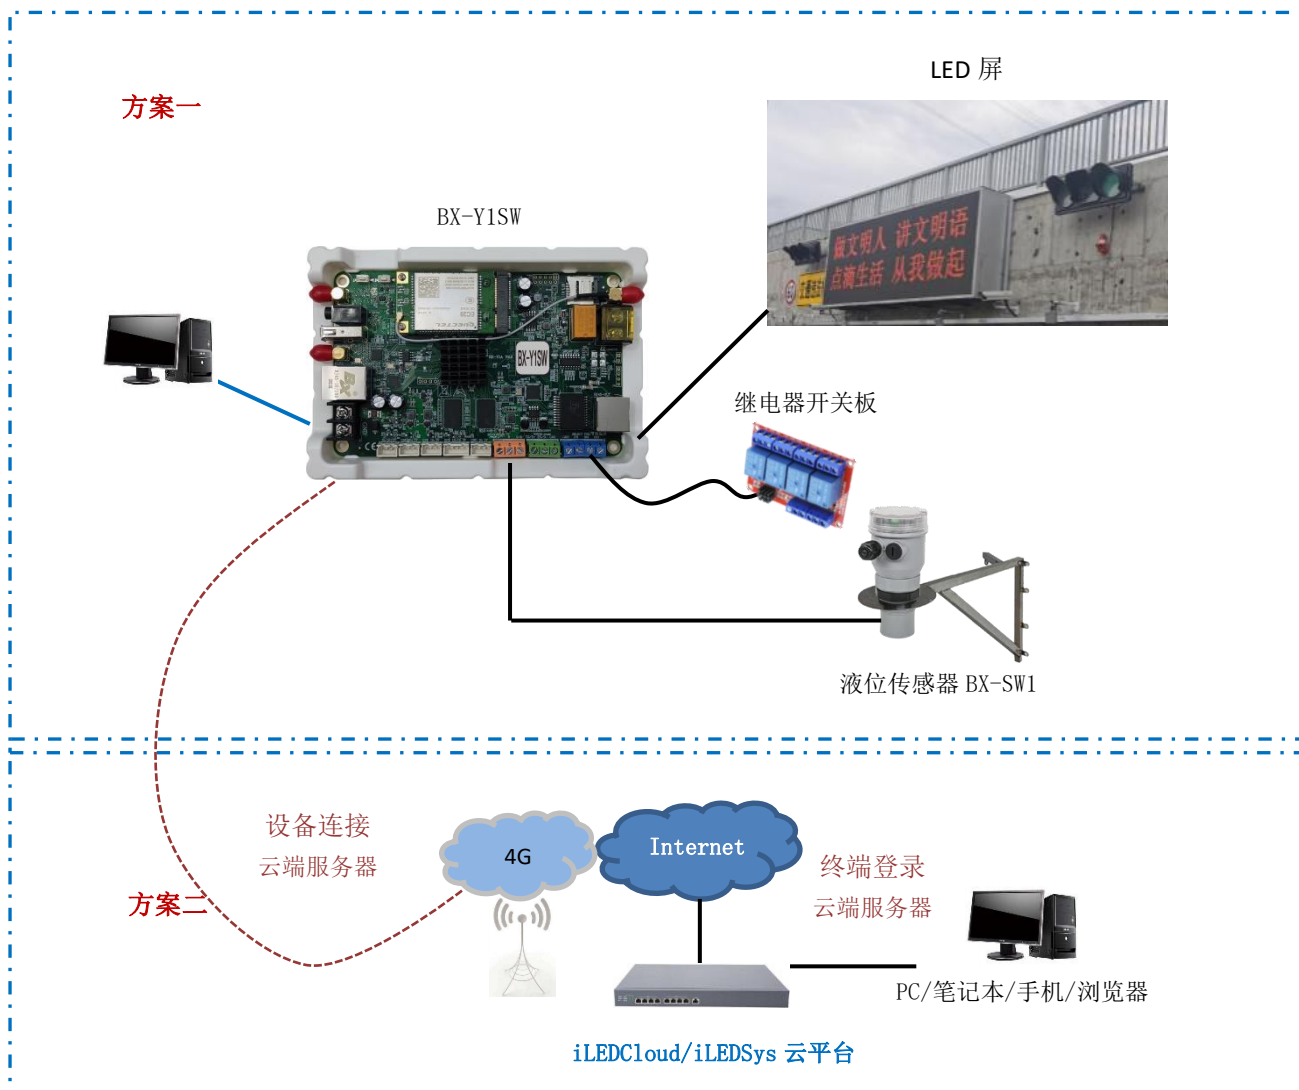 LED 屏
方案一
BX-Y1SW
做文明人 讲文明语
点滴生活 从我做起
BX-Y1SW
继电器开关板
液位传感器 BX-SW1
设备连接
云端服务器
4G
Internet
终端登录
云端服务器
方案二
PC/笔记本/手机/浏览器
iLEDCloud/iLEDSys 云平台